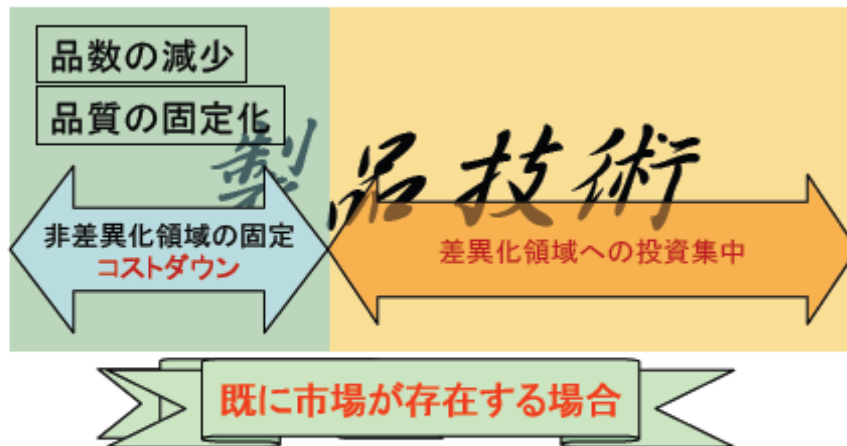 品数の減少
品質の固定化
製品技術
非差異化領域の固定
コストダウン
差異化領域への投資集中
既に市場が存在する場合